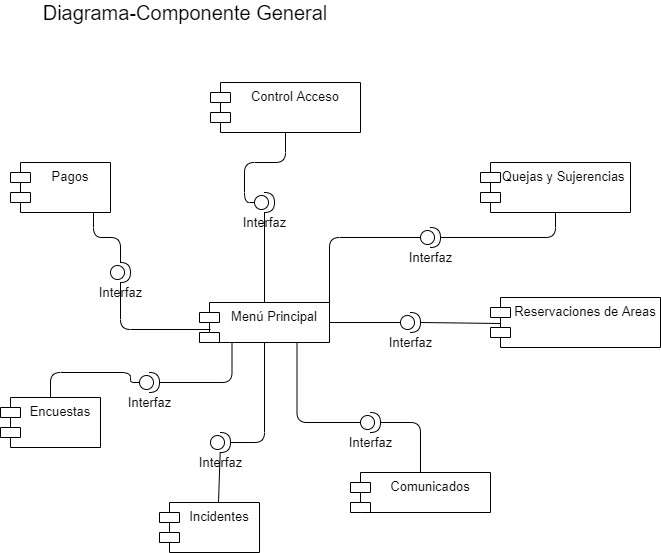 Diagrama-Componente General
Control Acceso
Pagos
Quejas y Sujerencias
Interfaz
Interfaz
Interfaz
Menú Principal
Reservaciones de Areas
Interfaz
Interfaz
Encuestas
Interfaz
Interfaz
Comunicados
Incidentes